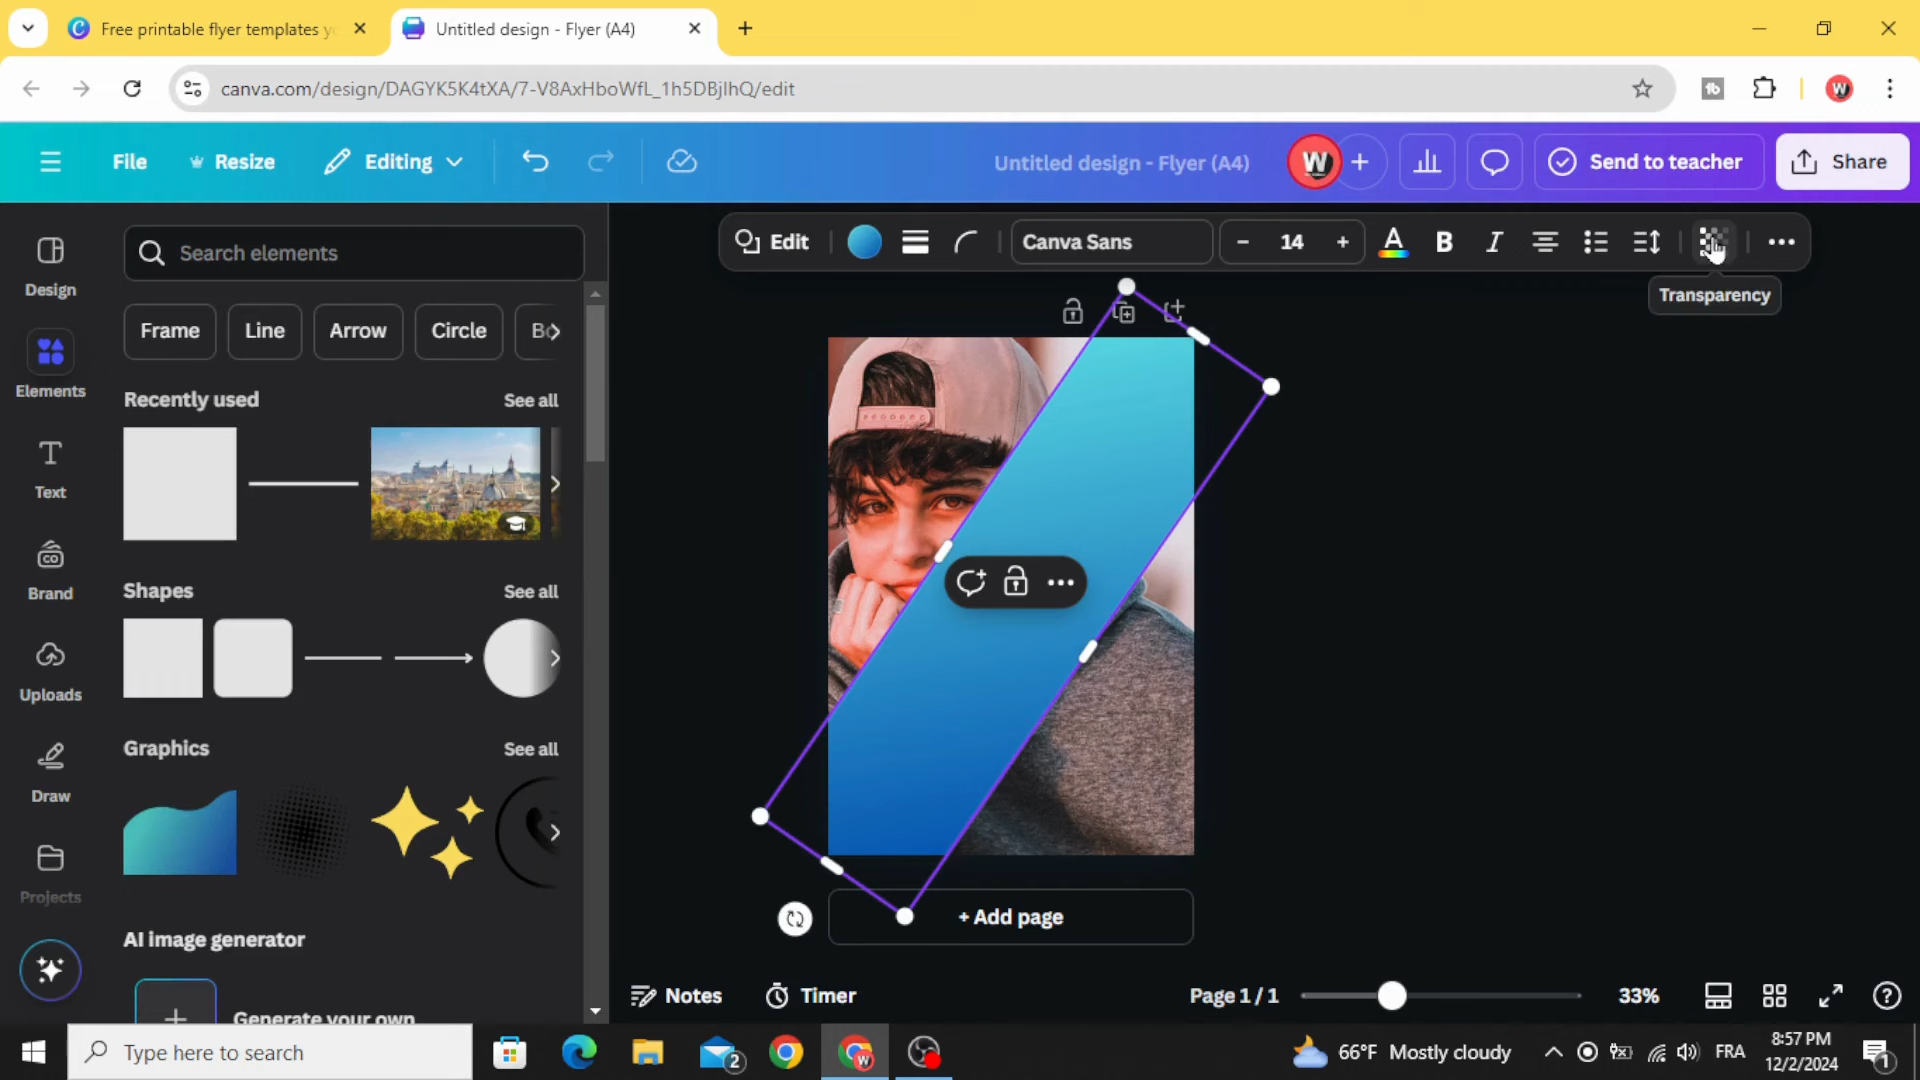 Free printable flyer templates y
Untitled design - Flyer (A4)
canva.com/design/DAGYK5K4tXA/7-V8AxHboWfL_1h5DBjlhQ/edit
File
Resize
Editing
Untitled design - Flyer (A4)
W
Send to teacher
Share
Design
Elements
Text
Brand
Uploads
Draw
Projects
Search elements
Frame
Line
Arrow
Circle
Recently used
See all
Shapes
See all
Graphics
See all
AI image generator
Generate your own
Edit
Canva Sans
14
Transparency
+ Add page
Notes
Timer
Page 1 / 1
33%
Type here to search
2
66°F Mostly cloudy
FRA
8:57 PM
12/2/2024
1